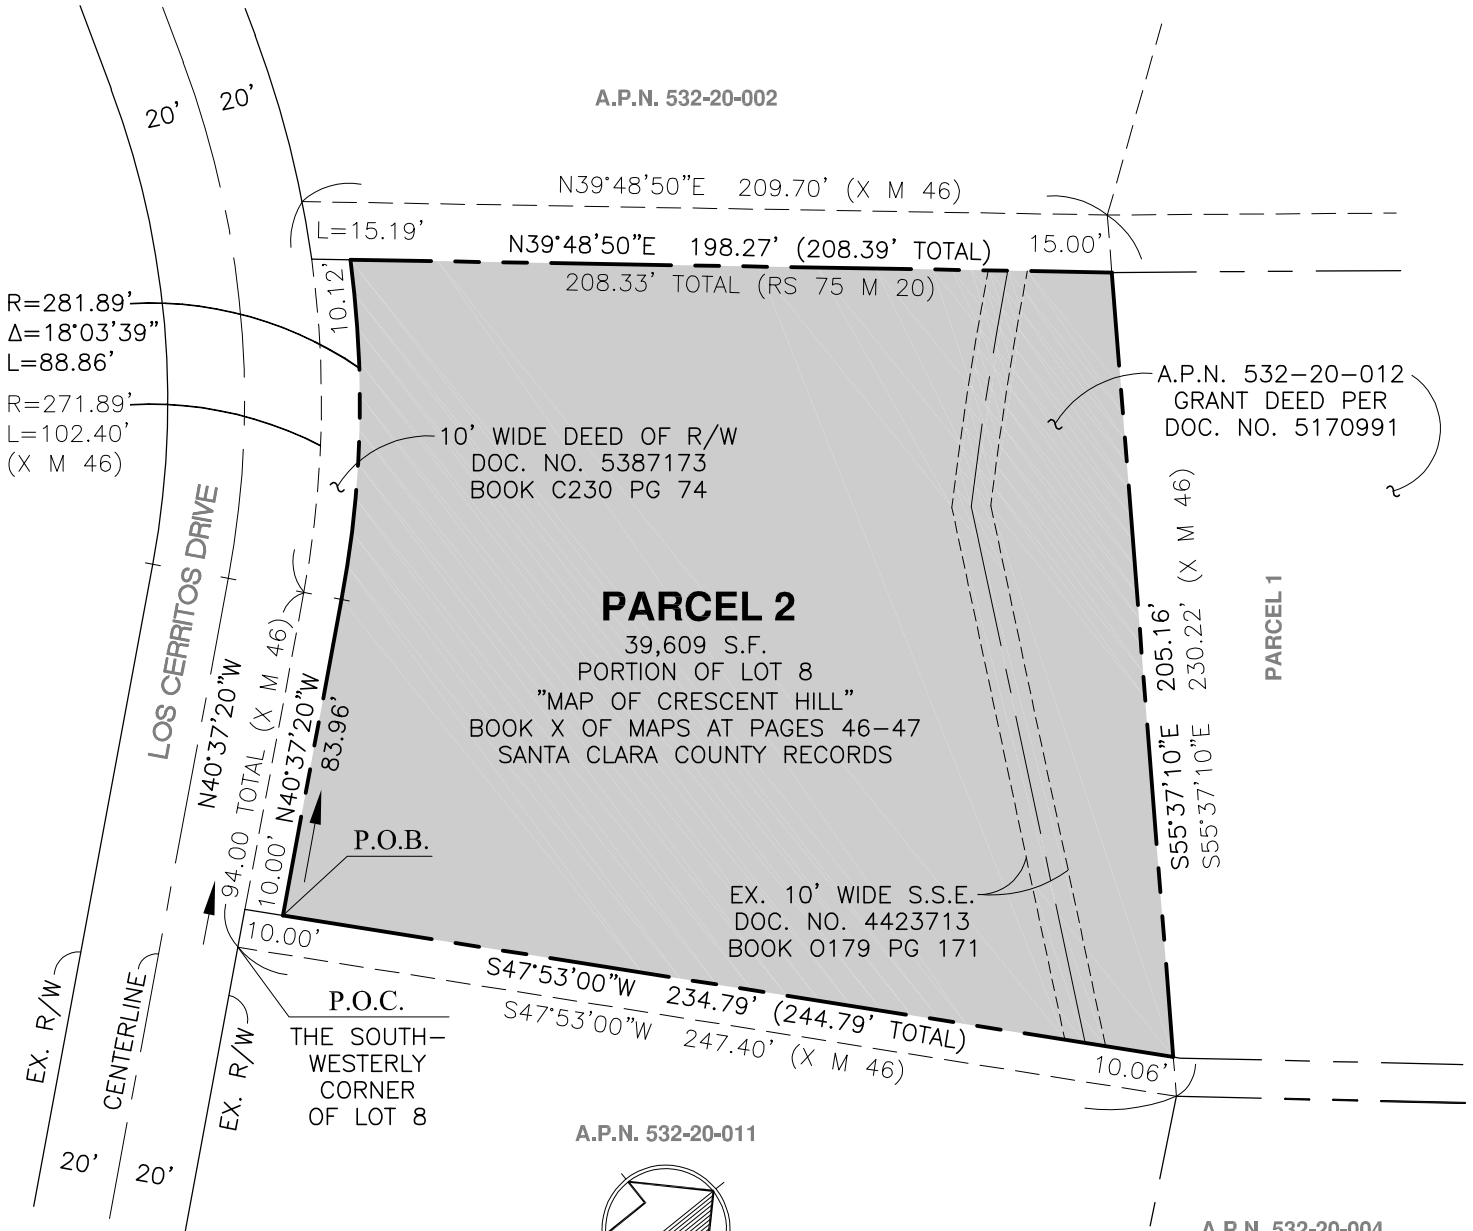 20'
20'
A.P.N. 532-20-002
N39°48'50"E 209.70' (X M 46)
L=15.19'
N39°48'50"E 198.27' (208.39' TOTAL)
15.00'
208.33' TOTAL (RS 75 M 20)
10.12'
R=281.89'
Δ=18°03'39"
L=88.86'
R=271.89'
L=102.40'
(X M 46)
A.P.N. 532-20-012
GRANT DEED PER
DOC. NO. 5170991
10' WIDE DEED OF R/W
DOC. NO. 5387173
BOOK C230 PG 74
LOS CERRITOS DRIVE
PARCEL 2
39,609 S.F.
PORTION OF LOT 8
"MAP OF CRESCENT HILL"
BOOK X OF MAPS AT PAGES 46-47
SANTA CLARA COUNTY RECORDS
PARCEL 1
S55°37'10"E 205.16'
S55°37'10"E 230.22' (X M 46)
N40°37'20"W
94.00 TOTAL (X M 46)
10.00'
N40°37'20"W
83.96'
P.O.B.
EX. 10' WIDE S.S.E.
DOC. NO. 4423713
BOOK O179 PG 171
10.00'
S47°53'00"W 234.79' (244.79' TOTAL)
S47°53'00"W 247.40' (X M 46)
10.06'
P.O.C.
THE SOUTH-
WESTERLY
CORNER
OF LOT 8
EX. R/W
CENTERLINE
EX. R/W
20'
20'
A.P.N. 532-20-011
A.P.N. 532-20-004